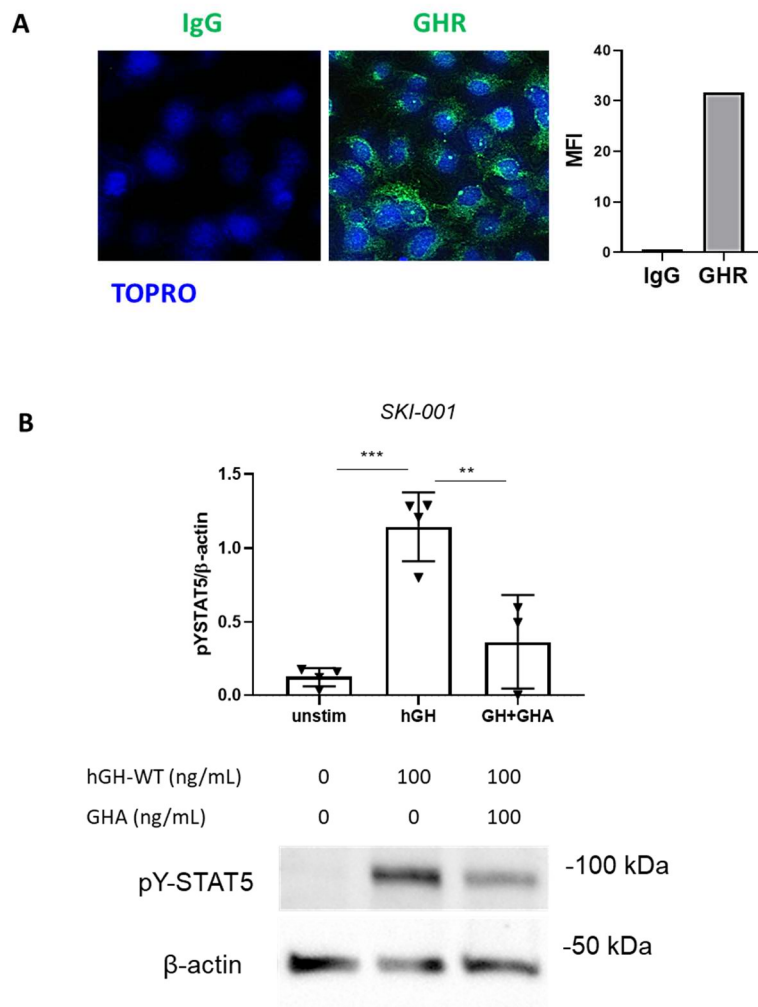 A
IgG
GHR
TOPRO
MFI
40
30
20
10
0
IgG GHR
B
SKI-001
***
**
pYSTAT5/β-actin
1.5
1.0
0.5
0.0
unstim hGH GH+GHA
hGH-WT (ng/mL) 0 100 100
GHA (ng/mL) 0 0 100
pY-STAT5 -100 kDa
β-actin -50 kDa